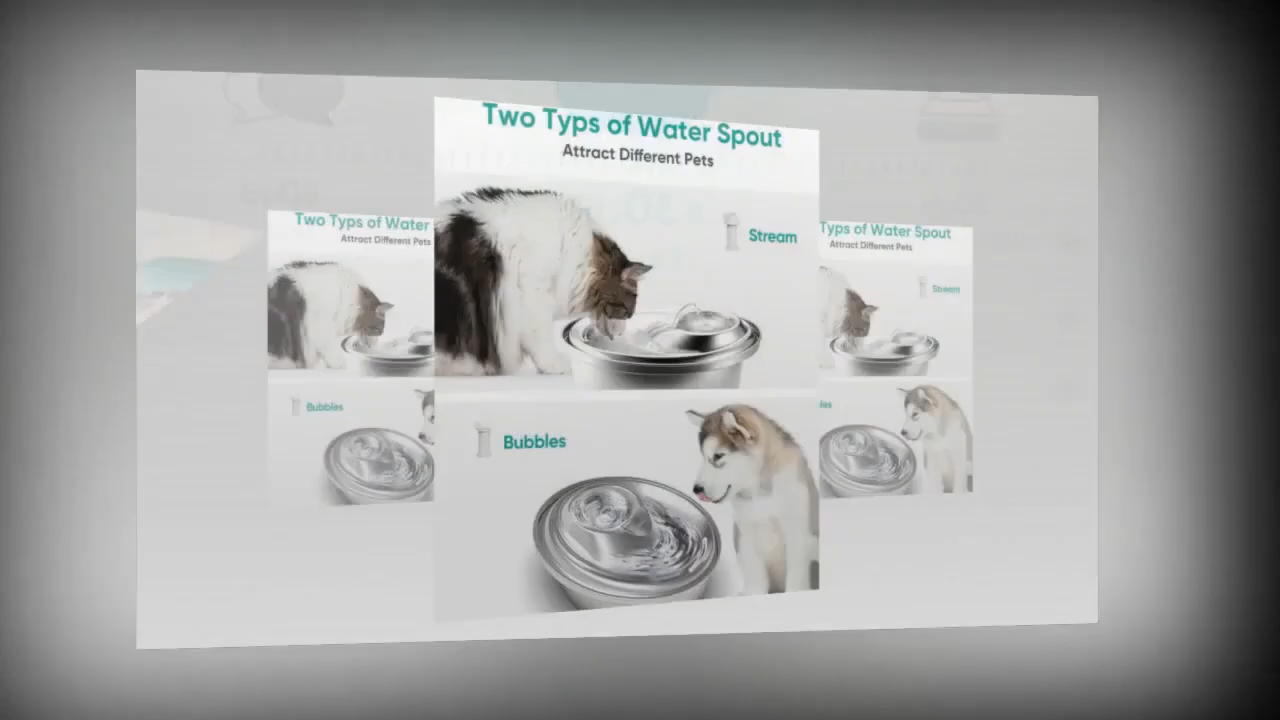 Two Typs of Water Spout
Attract Different Pets
Stream
Bubbles
Two Typs of Water
Attract Different Pets
Bubbles
Typs of Water Spout
Attract Different Pets
Stream
les